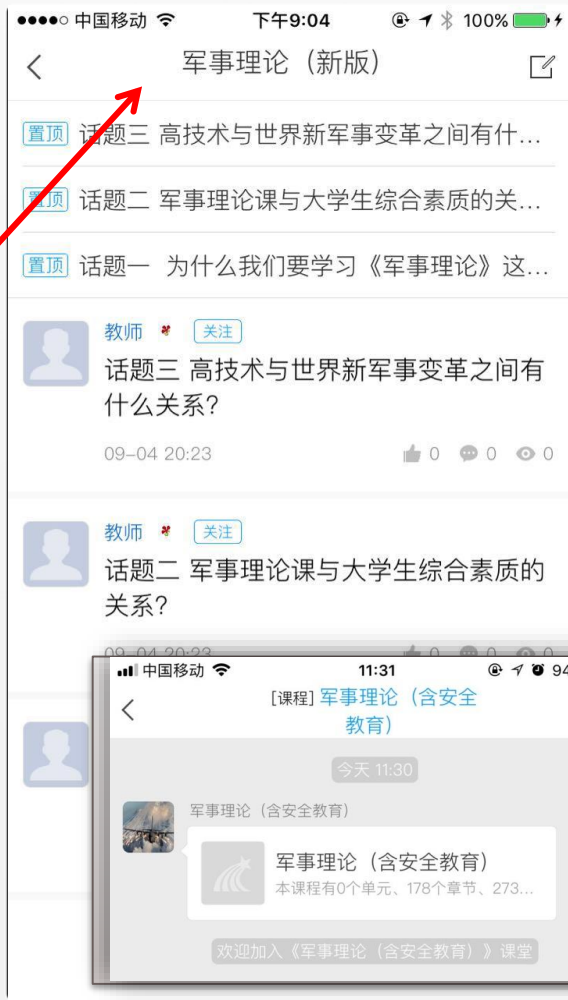 中国移动 下午9:04 100%
军事理论（新版）
置顶 话题三 高技术与世界新军事变革之间有什...
置顶 话题二 军事理论课与大学生综合素质的关...
置顶 话题一 为什么我们要学习《军事理论》这...
教师 关注
话题三 高技术与世界新军事变革之间有
什么关系?
09-04 20:23 0 0 0
教师 关注
话题二 军事理论课与大学生综合素质的
关系?
09-04 20:23 0 0 0
中国移动 11:31 94
[课程] 军事理论（含安全
教育）
今天 11:30
军事理论（含安全教育）
军事理论（含安全教育）
本课程有0个单元、178个章节、273...
欢迎加入《军事理论（含安全教育）》课堂